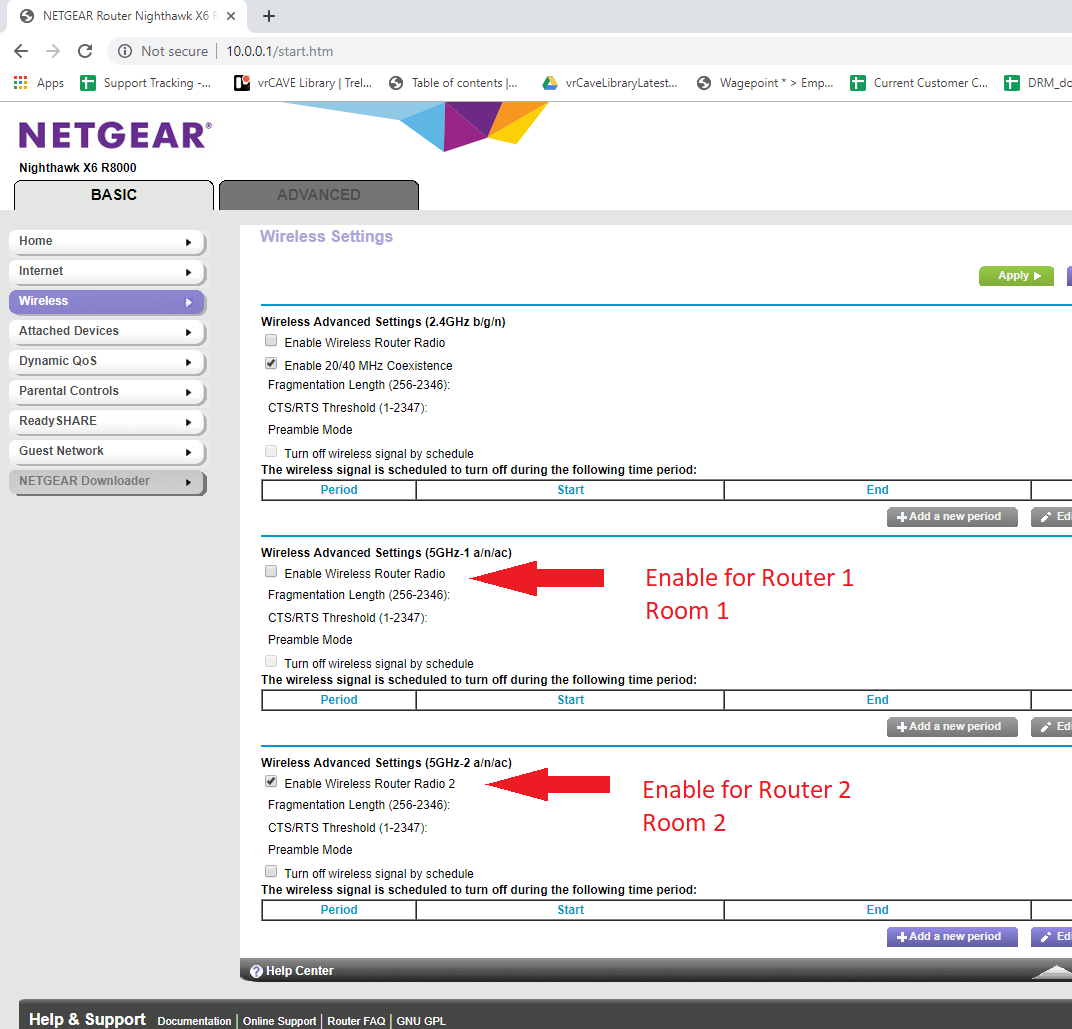 NETGEAR Router Nighthawk X6 R
Not secure | 10.0.0.1/start.htm
Apps Support Tracking -... vrCAVE Library | Trel... Table of contents |... vrCaveLibraryLatest... Wagepoint * > Emp... Current Customer C... DRM_do
NETGEAR®
Nighthawk X6 R8000
BASIC ADVANCED
Home
Internet
Wireless
Attached Devices
Dynamic QoS
Parental Controls
ReadySHARE
Guest Network
NETGEAR Downloader
Wireless Settings
Apply
Wireless Advanced Settings (2.4GHz b/g/n)
Enable Wireless Router Radio
Enable 20/40 MHz Coexistence
Fragmentation Length (256-2346):
CTS/RTS Threshold (1-2347):
Preamble Mode
Turn off wireless signal by schedule
The wireless signal is scheduled to turn off during the following time period:
Period Start End
Add a new period Edi
Wireless Advanced Settings (5GHz-1 a/n/ac)
Enable Wireless Router Radio
Enable for Router 1
Room 1
Fragmentation Length (256-2346):
CTS/RTS Threshold (1-2347):
Preamble Mode
Turn off wireless signal by schedule
The wireless signal is scheduled to turn off during the following time period:
Period Start End
Add a new period Edi
Wireless Advanced Settings (5GHz-2 a/n/ac)
Enable Wireless Router Radio 2
Enable for Router 2
Room 2
Fragmentation Length (256-2346):
CTS/RTS Threshold (1-2347):
Preamble Mode
Turn off wireless signal by schedule
The wireless signal is scheduled to turn off during the following time period:
Period Start End
Add a new period Edi
Help Center
Help & Support Documentation | Online Support | Router FAQ | GNU GPL